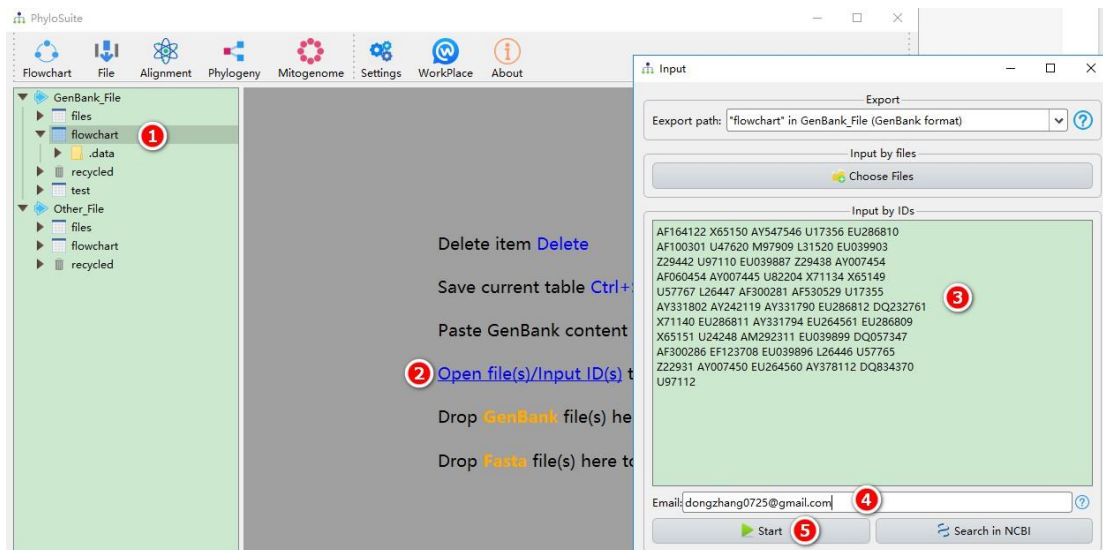 PhyloSuite
Flowchart File Alignment Phylogeny Mitogenome Settings WorkPlace About
GenBank_File
files
flowchart 1
.data
recycled
test
Other_File
files
flowchart
recycled
Delete item Delete
Save current table Ctrl+
Paste GenBank content
2 Open file(s)/Input ID(s) t
Drop GenBank file(s) he
Drop Fasta file(s) here to
Input
Export
Eexport path: "flowchart" in GenBank_File (GenBank format)
Input by files
Choose Files
Input by IDs
AF164122 X65150 AY547546 U17356 EU286810
AF100301 U47620 M97909 L31520 EU039903
Z29442 U97110 EU039887 Z29438 AY007454
AF060454 AY007445 U82204 X71134 X65149
U57767 L26447 AF300281 AF530529 U17355
AY331802 AY242119 AY331790 EU286812 DQ232761
X71140 EU286811 AY331794 EU264561 EU286809
X65151 U24248 AM292311 EU039899 DQ057347
AF300286 EF123708 EU039896 L26446 U57765
Z22931 AY007450 EU264560 AY378112 DQ834370
U97112
3
Email: dongzhang0725@gmail.com 4
Start 5 Search in NCBI